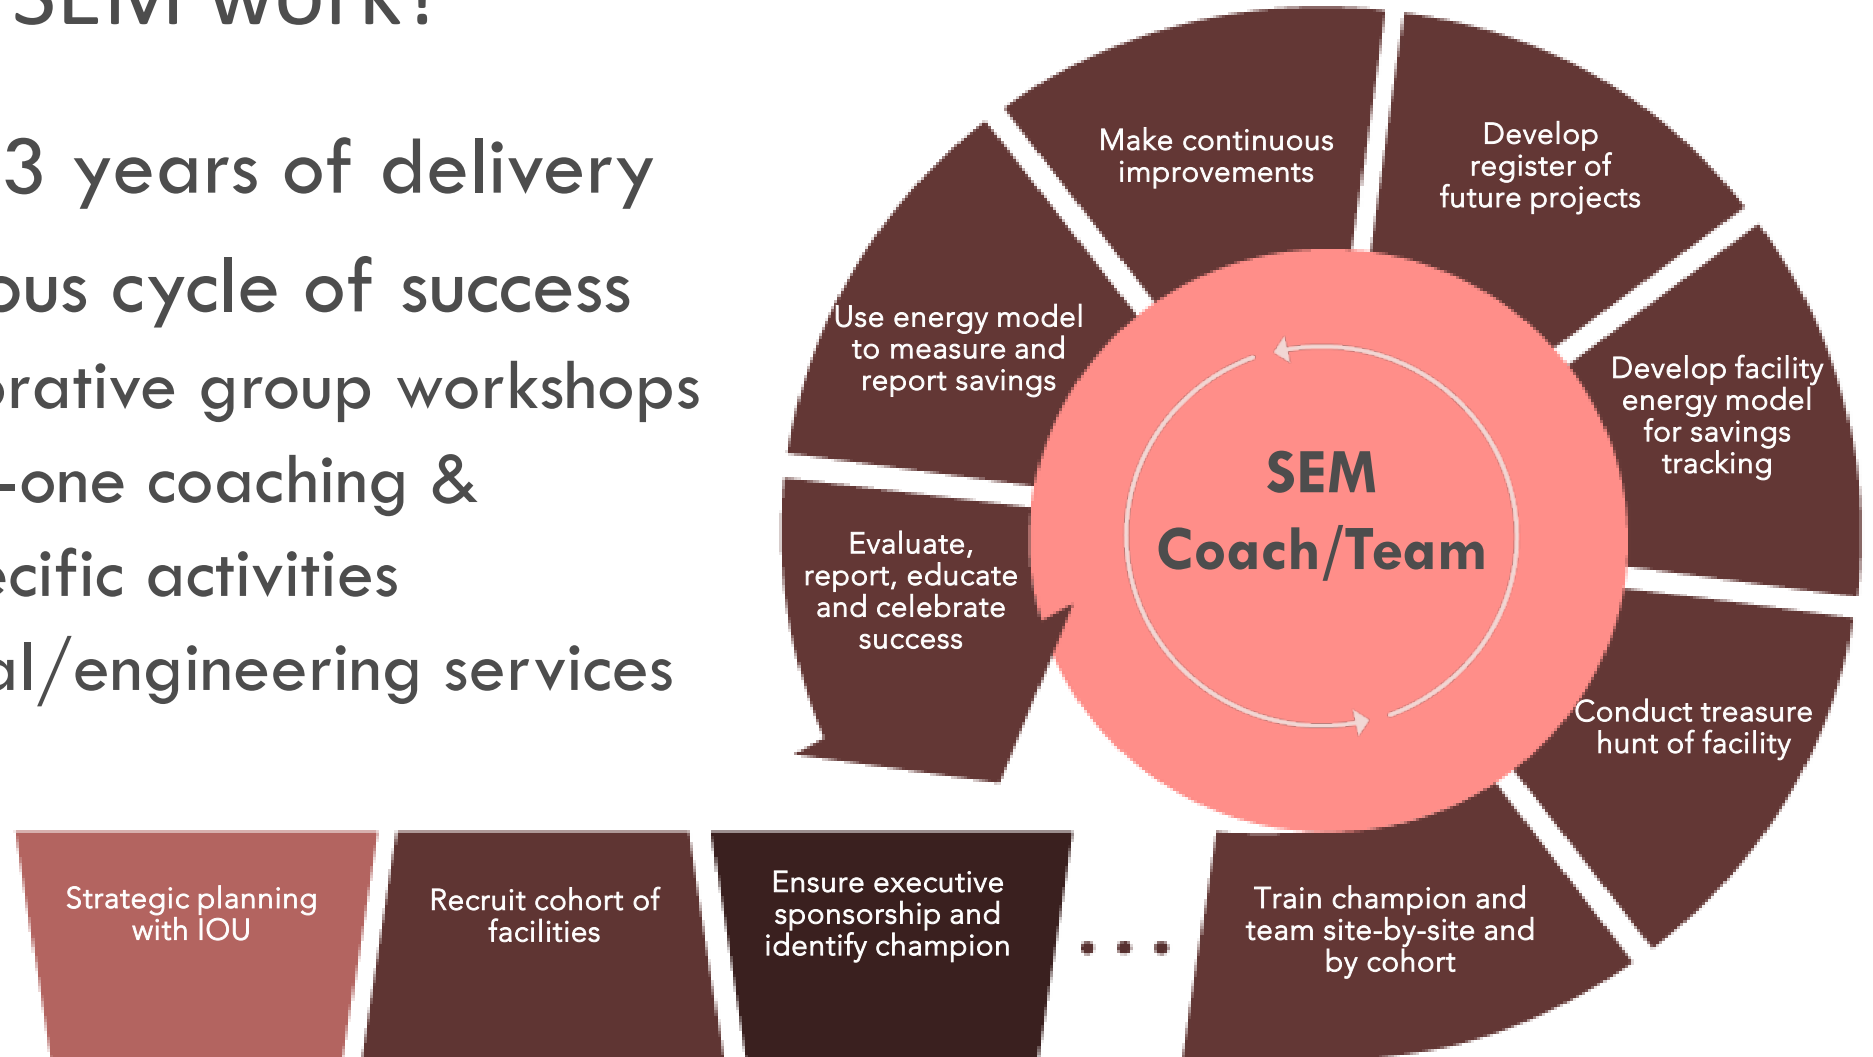 SEM work?
3 years of delivery
ous cycle of success
orative group workshops
-one coaching &
ecific activities
al/engineering services
Make continuous
improvements
Develop
register of
future projects
Use energy model
to measure and
report savings
Develop facility
energy model
for savings
tracking
SEM
Coach/Team
Evaluate,
report, educate
and celebrate
success
Conduct treasure
hunt of facility
Strategic planning
with IOU
Recruit cohort of
facilities
Ensure executive
sponsorship and
identify champion
Train champion and
team site-by-site and
by cohort